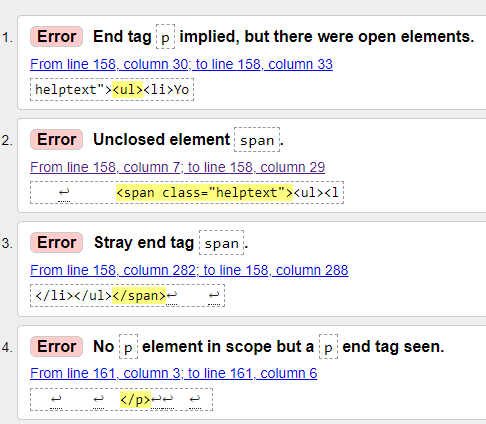 1. Error End tag p implied, but there were open elements.
From line 158, column 30; to line 158, column 33
helptext"><ul><li>Yo
2. Error Unclosed element span.
From line 158, column 7; to line 158, column 29
↩ <span class="helptext"><ul><l
3. Error Stray end tag span.
From line 158, column 282; to line 158, column 288
</li></ul></span>↩ ↩
4. Error No p element in scope but a p end tag seen.
From line 161, column 3; to line 161, column 6
↩ ↩ </p>↩↩ ↩